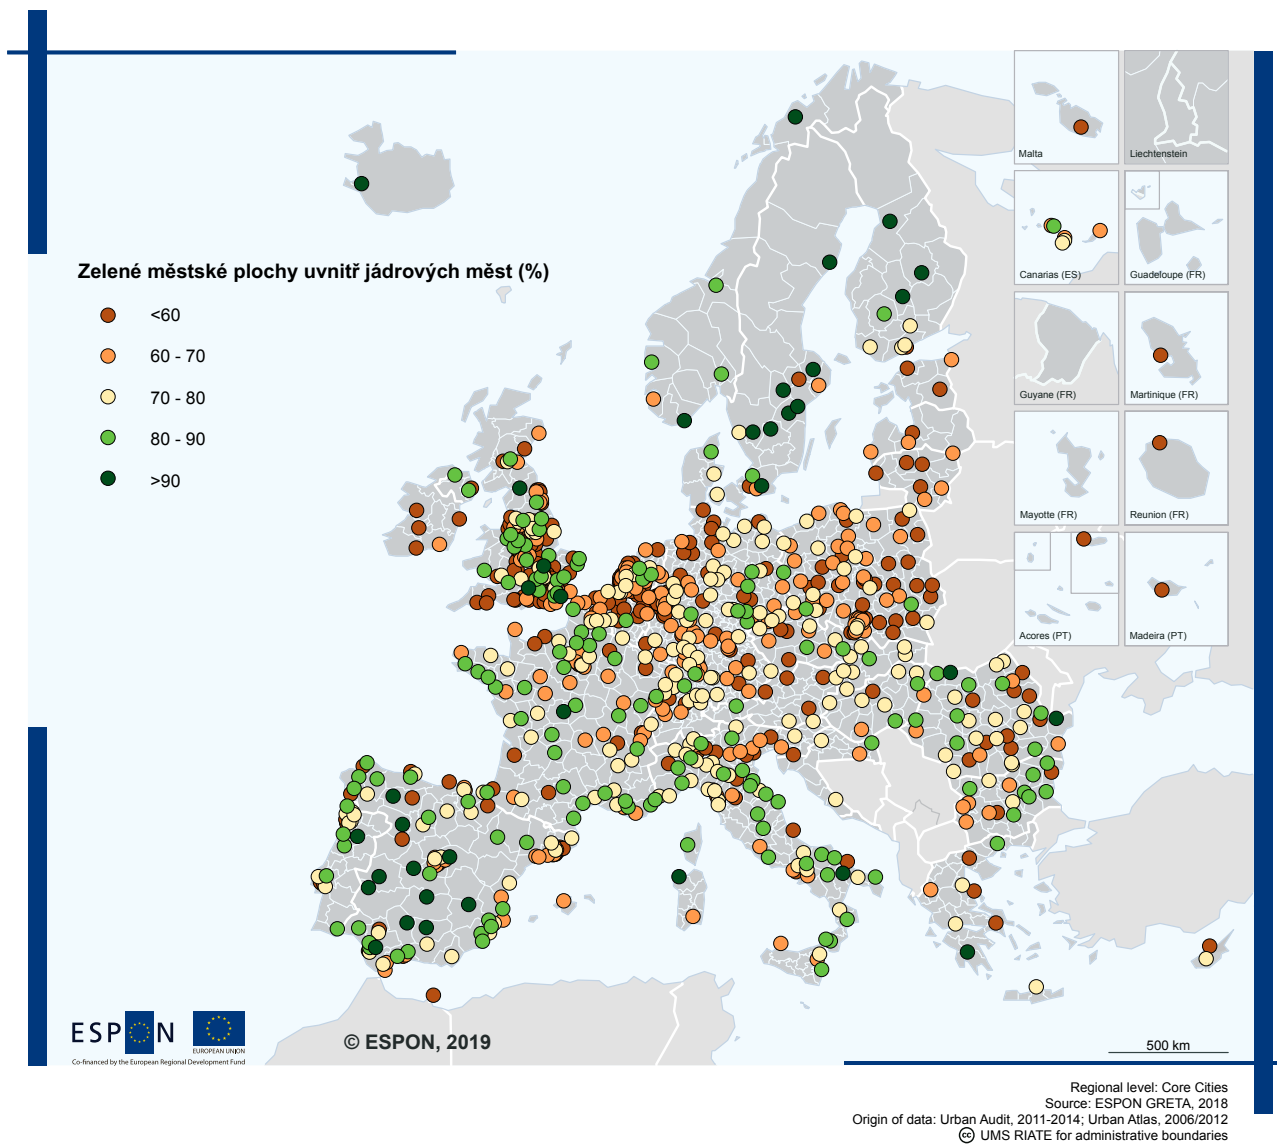 Malta
Liechtenstein
Canarias (ES)
Guadeloupe (FR)
Zelené městské plochy uvnitř jádrových měst (%)
<60
60 - 70
70 - 80
80 - 90
>90
Guyane (FR)
Martinique (FR)
Mayotte (FR)
Reunion (FR)
Acores (PT)
Madeira (PT)
ESPON
EUROPEAN UNION
Co-financed by the European Regional Development Fund
© ESPON, 2019
500 km
Regional level: Core Cities
Source: ESPON GRETA, 2018
Origin of data: Urban Audit, 2011-2014; Urban Atlas, 2006/2012
cc UMS RIATE for administrative boundaries